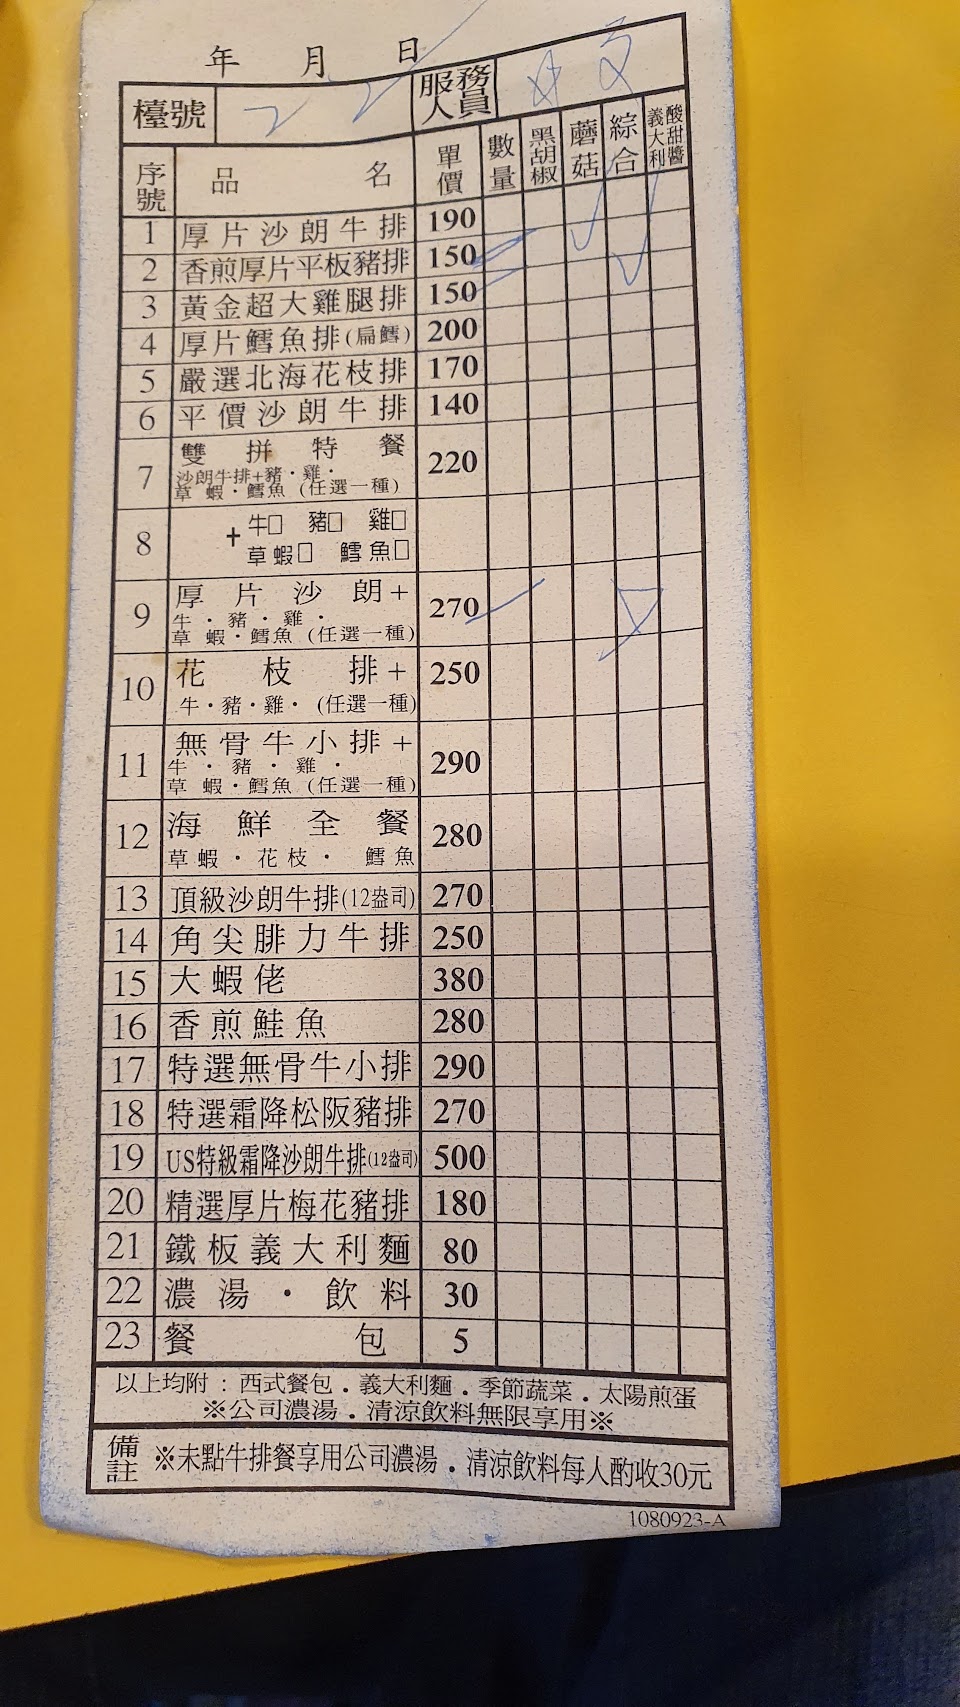 年 月 日
檯號 22 服務人員
序號 品名 單價 數量 黑胡椒 蘑菇 綜合 義大利 酸甜醬
1 厚片沙朗牛排 190
2 香煎厚片平板豬排 150
3 黃金超大雞腿排 150
4 厚片鱈魚排(扁鱈) 200
5 嚴選北海花枝排 170
6 平價沙朗牛排 140
7 雙拼特餐 220
沙朗牛排+豬・雞・
草蝦・鱈魚 (任選一種)
8 + 牛□ 豬□ 雞□
草蝦□ 鱈魚□
9 厚片沙朗+ 270
牛・豬・雞・
草蝦・鱈魚 (任選一種)
10 花枝排+ 250
牛・豬・雞・ (任選一種)
11 無骨牛小排+ 290
牛・豬・雞・
草蝦・鱈魚 (任選一種)
12 海鮮全餐 280
草蝦・花枝・鱈魚
13 頂級沙朗牛排(12盎司) 270
14 角尖腓力牛排 250
15 大蝦佬 380
16 香煎鮭魚 280
17 特選無骨牛小排 290
18 特選霜降松阪豬排 270
19 US特級霜降沙朗牛排(12盎司) 500
20 精選厚片梅花豬排 180
21 鐵板義大利麵 80
22 濃湯・飲料 30
23 餐包 5
以上均附：西式餐包．義大利麵．季節蔬菜．太陽煎蛋
※公司濃湯．清涼飲料無限享用※
備註 ※未點牛排餐享用公司濃湯．清涼飲料每人酌收30元
1080923-A